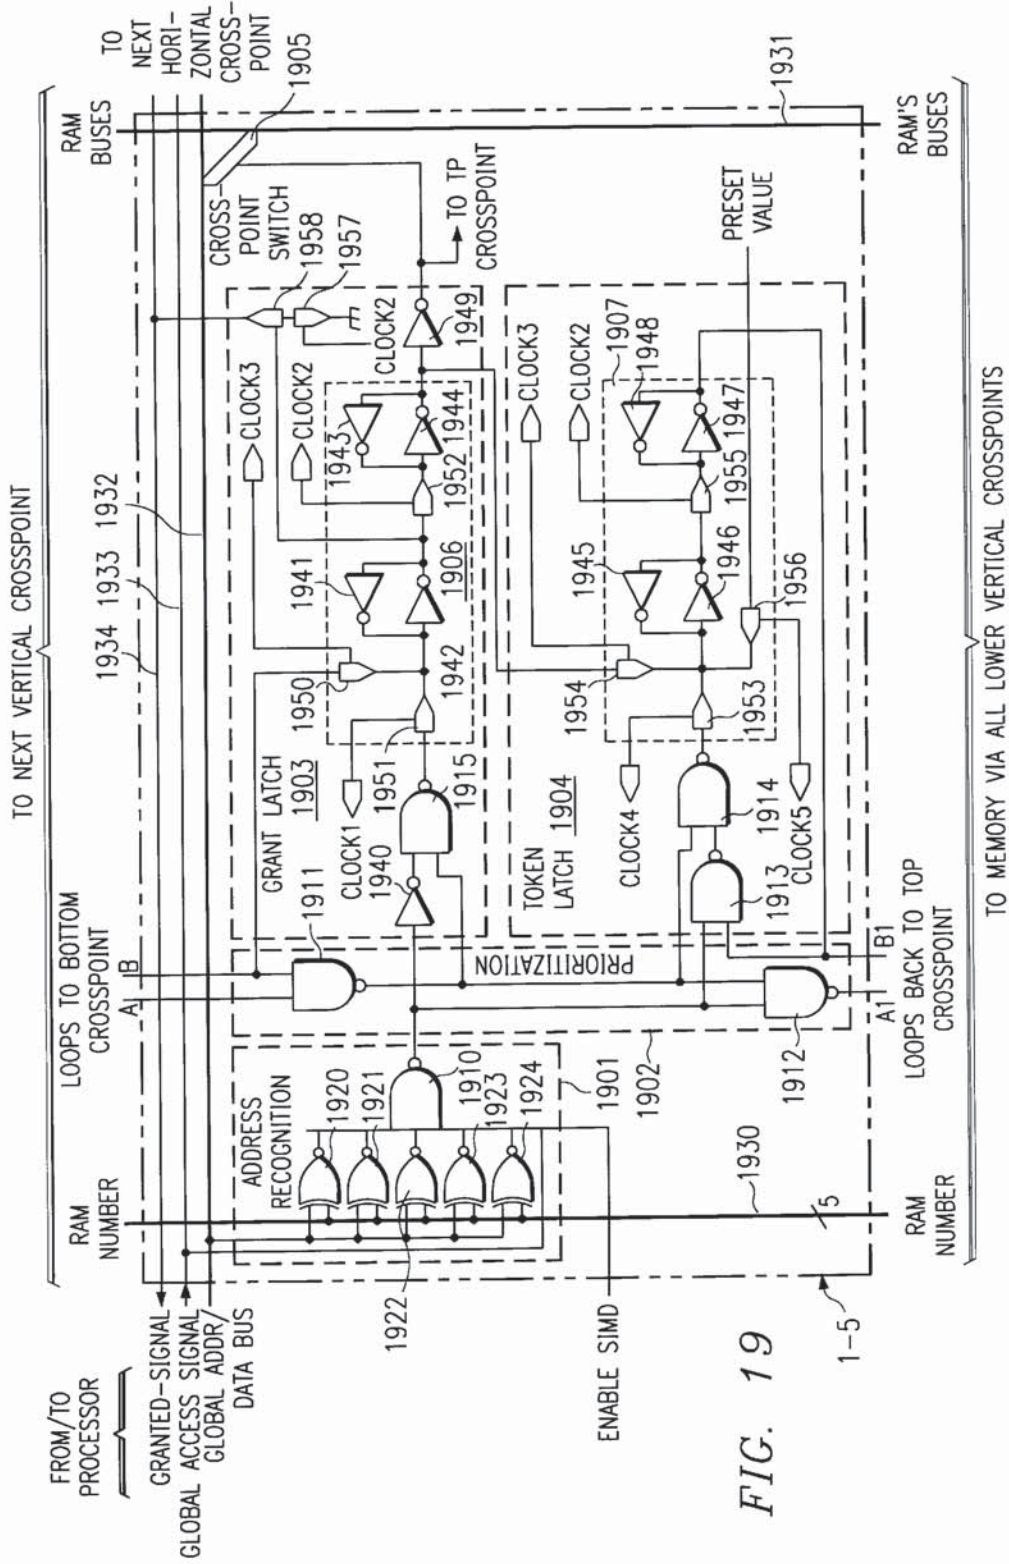 TO NEXT VERTICAL CROSSPOINT
FROM/TO
PROCESSOR
GRANTED-SIGNAL
GLOBAL ACCESS SIGNAL
GLOBAL ADDR/
DATA BUS
RAM
NUMBER
LOOPS TO BOTTOM
CROSSPOINT
A
B
1934
1933
1932
RAM
BUSES
TO
NEXT
HORI-
ZONTAL
CROSS-
POINT
1905
CROSS-
POINT
SWITCH
1958
1957
ADDRESS
RECOGNITION
1920
1921
1910
1923
1924
1922
1901
1911
PRIORITIZATION
1902
1912
GRANT LATCH
1903
CLOCK1
1940
1951
1915
1950
1942
1941
1906
CLOCK3
CLOCK2
1943
1944
1952
CLOCK2
1949
TO TP
CROSSPOINT
TOKEN
LATCH 1904
CLOCK4
1914
1913
CLOCK5
1954
1953
1945
1946
1956
CLOCK3
CLOCK2
1907
1948
1947
1955
PRESET
VALUE
1931
ENABLE SIMD
1930
5
1-5
RAM
NUMBER
A1
B1
LOOPS BACK TO TOP
CROSSPOINT
RAM'S
BUSES
TO MEMORY VIA ALL LOWER VERTICAL CROSSPOINTS
FIG. 19